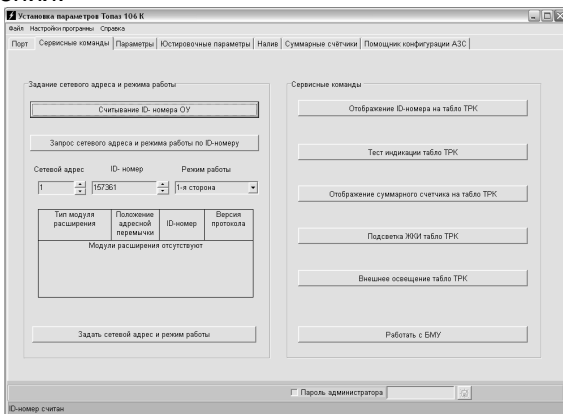 Установка параметров Топаз 106 К
Файл Настройки программы Справка
Порт Сервисные команды Параметры Юстировочные параметры Налив Суммарные счётчики Помощник конфигурации АЗС
Задание сетевого адреса и режима работы
Считывание ID- номера ОУ
Запрос сетевого адреса и режима работы по ID-номеру
Сетевой адрес ID- номер Режим работы
1 157361 1-я сторона
Тип модуля расширения Положение адресной перемычки ID-номер Версия протокола
Модули расширения отсутствуют
Задать сетевой адрес и режим работы
Сервисные команды
Отображение ID-номера на табло ТРК
Тест индикации табло ТРК
Отображение суммарного счетчика на табло ТРК
Подсветка ЖКИ табло ТРК
Внешнее освещение табло ТРК
Работать с БМУ
Пароль администратора
ID-номер считан